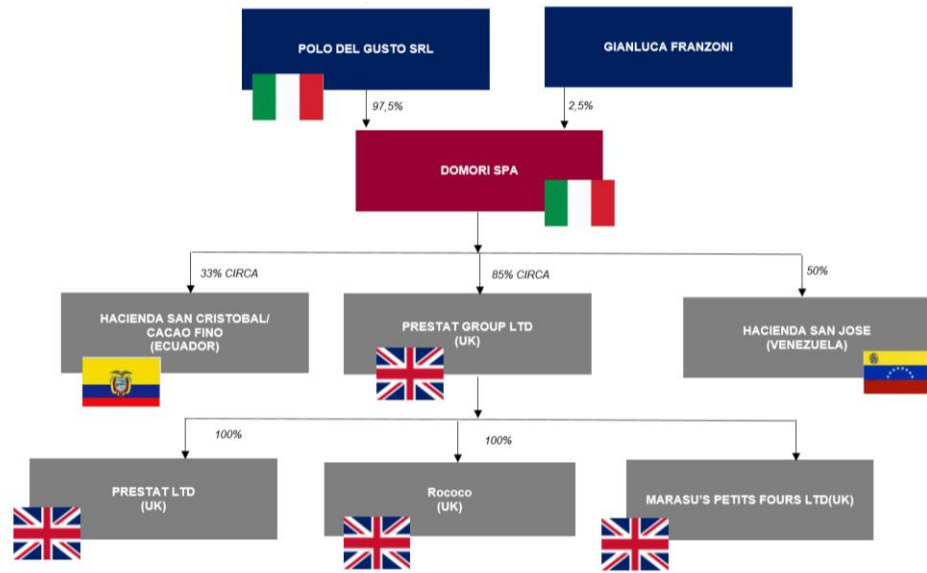 POLO DEL GUSTO SRL
GIANLUCA FRANZONI
97,5%
2,5%
DOMORI SPA
33% CIRCA
85% CIRCA
50%
HACIENDA SAN CRISTOBAL/
CACAO FINO
(ECUADOR)
PRESTAT GROUP LTD
(UK)
HACIENDA SAN JOSE
(VENEZUELA)
100%
100%
PRESTAT LTD
(UK)
Rococo
(UK)
MARASU'S PETITS FOURS LTD(UK)